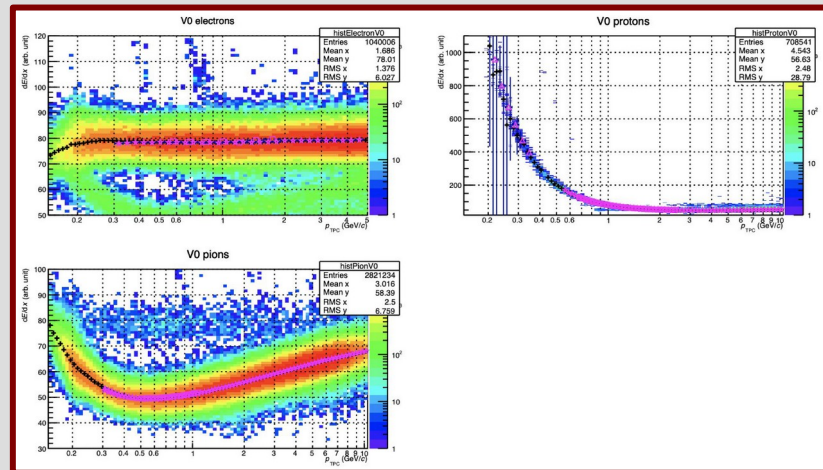 V0 electrons
histElectronV0
Entries 1040006
Mean x 1.686
Mean y 78.01
RMS x 1.376
RMS y 6.027
dE/dx (arb. unit)
120
110
100
90
80
70
60
50
0.2 0.3 0.4 0.5 0.6 1 2 3 4 5
p_TPC (GeV/c)
10²
10
1
V0 protons
histProtonV0
Entries 708541
Mean x 4.543
Mean y 56.63
RMS x 2.48
RMS y 28.79
dE/dx (arb. unit)
1000
800
600
400
200
0.2 0.3 0.4 0.5 1 2 3 4 5 6 7 8 9 10
p_TPC (GeV/c)
10²
10
1
V0 pions
histPionV0
Entries 2821234
Mean x 3.016
Mean y 58.39
RMS x 2.5
RMS y 6.759
dE/dx (arb. unit)
100
90
80
70
60
50
40
30
0.2 0.3 0.4 0.5 1 2 3 4 5 6 7 8 10
p_TPC (GeV/c)
10²
10
1